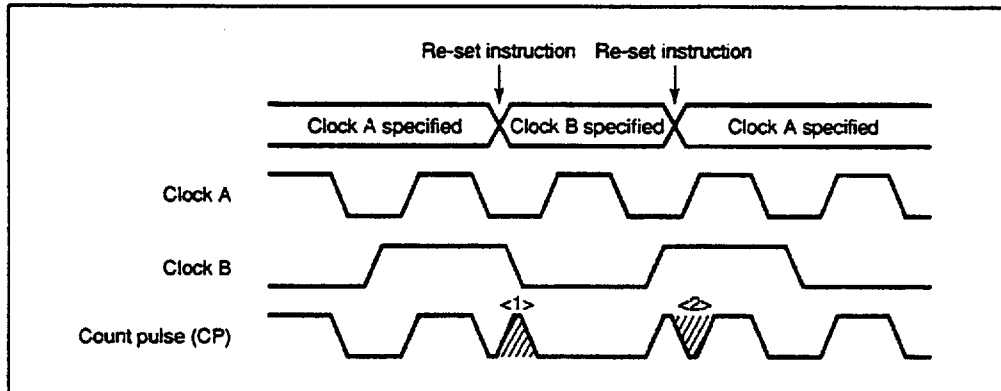 Re-set instruction Re-set instruction
Clock A specified Clock B specified Clock A specified
Clock A
Clock B
<1> <2>
Count pulse (CP)